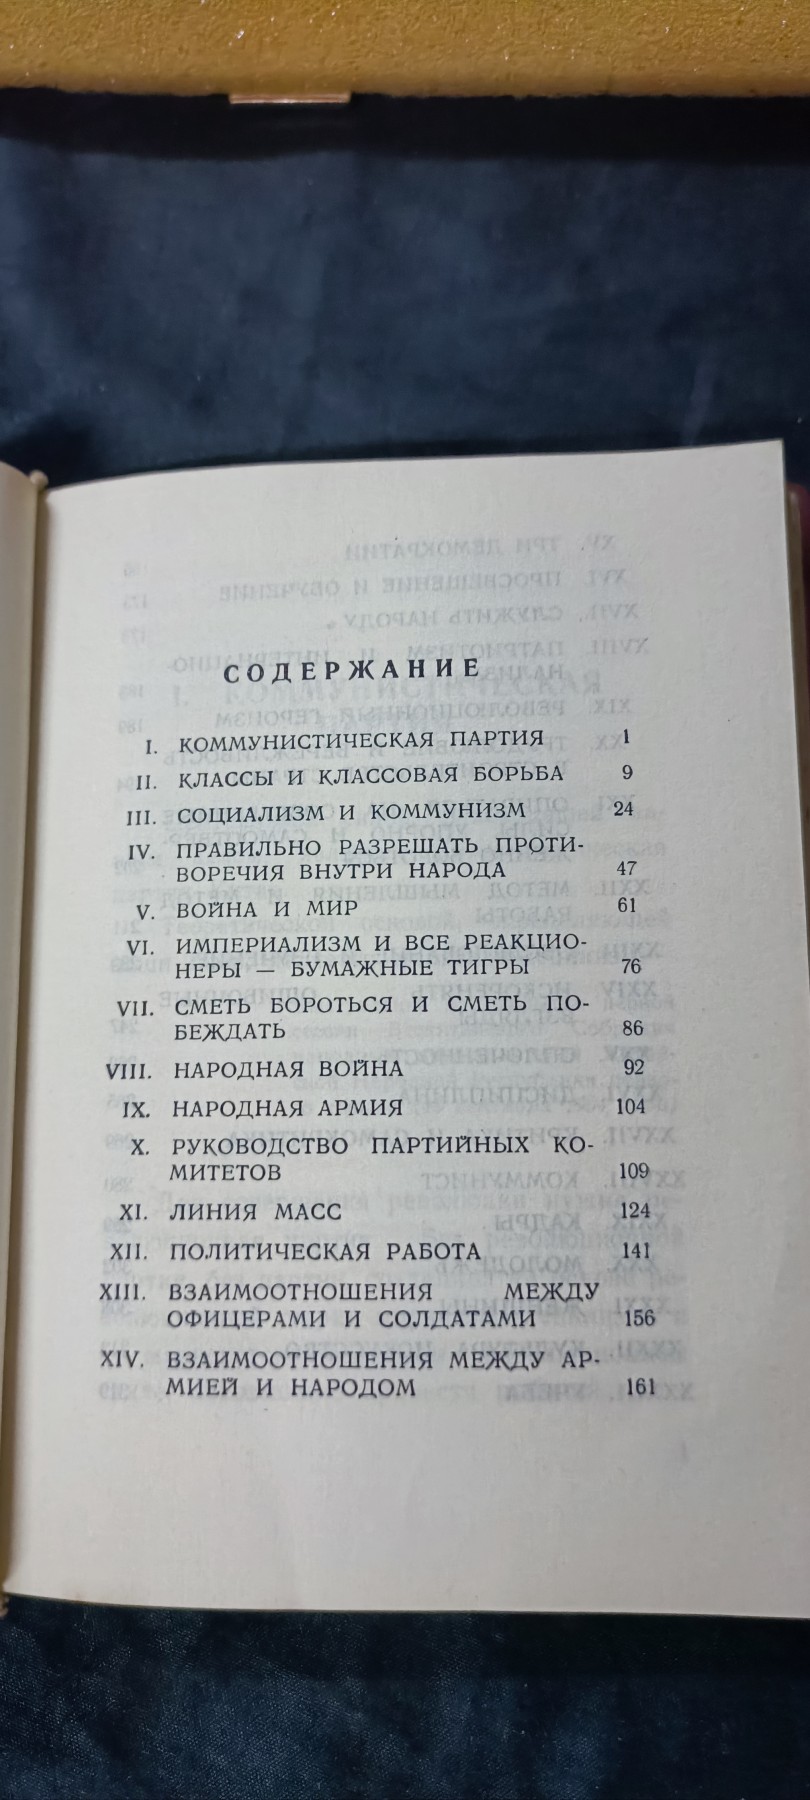 СОДЕРЖАНИЕ
I. КОММУНИСТИЧЕСКАЯ ПАРТИЯ 1
II. КЛАССЫ И КЛАССОВАЯ БОРЬБА 9
III. СОЦИАЛИЗМ И КОММУНИЗМ 24
IV. ПРАВИЛЬНО РАЗРЕШАТЬ ПРОТИ-
ВОРЕЧИЯ ВНУТРИ НАРОДА 47
V. ВОЙНА И МИР 61
VI. ИМПЕРИАЛИЗМ И ВСЕ РЕАКЦИО-
НЕРЫ — БУМАЖНЫЕ ТИГРЫ 76
VII. СМЕТЬ БОРОТЬСЯ И СМЕТЬ ПО-
БЕЖДАТЬ 86
VIII. НАРОДНАЯ ВОЙНА 92
IX. НАРОДНАЯ АРМИЯ 104
X. РУКОВОДСТВО ПАРТИЙНЫХ КО-
МИТЕТОВ 109
XI. ЛИНИЯ МАСС 124
XII. ПОЛИТИЧЕСКАЯ РАБОТА 141
XIII. ВЗАИМООТНОШЕНИЯ МЕЖДУ
ОФИЦЕРАМИ И СОЛДАТАМИ 156
XIV. ВЗАИМООТНОШЕНИЯ МЕЖДУ АР-
МИЕЙ И НАРОДОМ 161